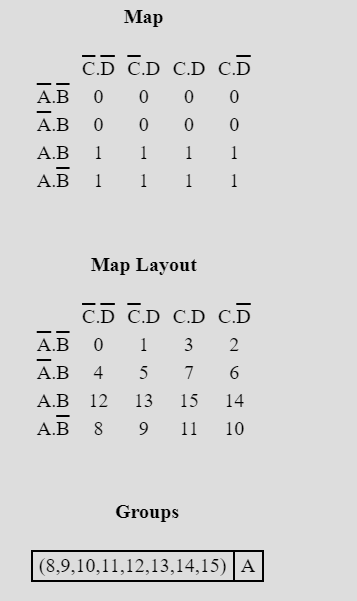 Map
C̅.D̅ C̅.D C.D C.D̅
A̅.B̅ 0 0 0 0
A̅.B 0 0 0 0
A.B 1 1 1 1
A.B̅ 1 1 1 1
Map Layout
C̅.D̅ C̅.D C.D C.D̅
A̅.B̅ 0 1 3 2
A̅.B 4 5 7 6
A.B 12 13 15 14
A.B̅ 8 9 11 10
Groups
(8,9,10,11,12,13,14,15) A